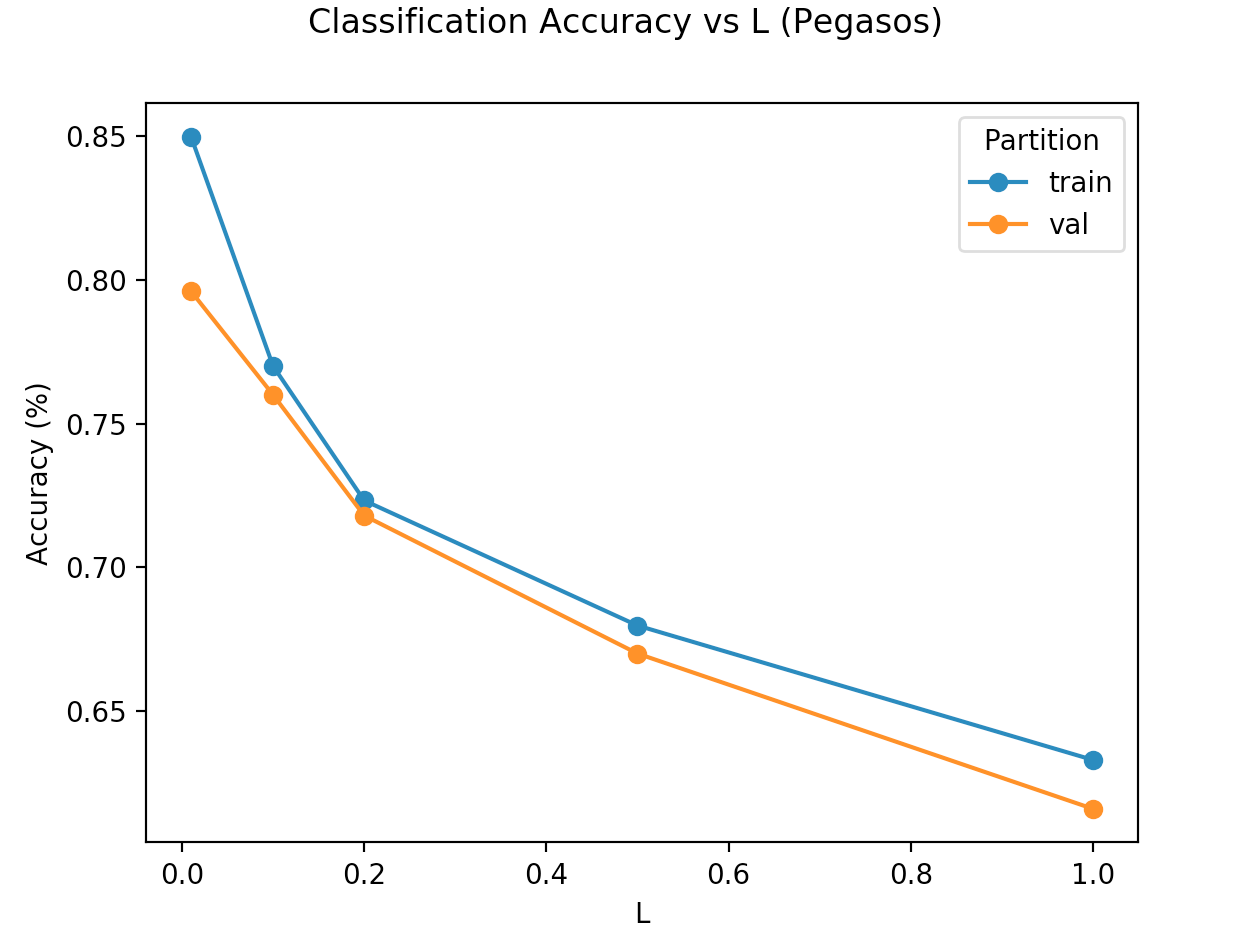 Classification Accuracy vs L (Pegasos)
Partition
train
val
0.85
0.80
0.75
0.70
0.65
Accuracy (%)
0.0 0.2 0.4 0.6 0.8 1.0
L